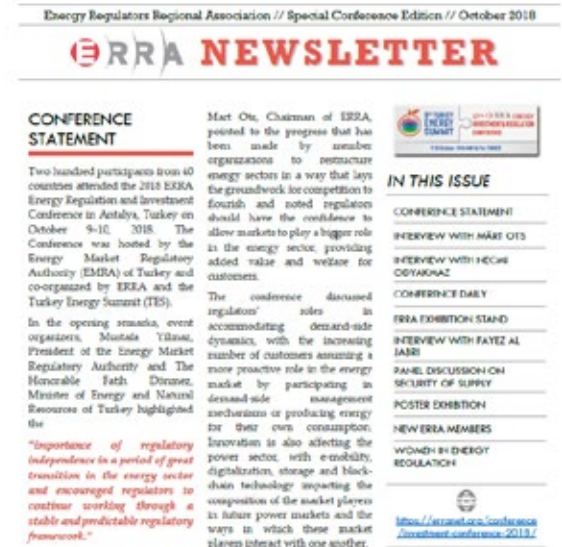 Energy Regulators Regional Association // Special Conference Edition // October 2018
ERRA NEWSLETTER
CONFERENCE
STATEMENT
Two hundred participants from 40
countries attended the 2018 ERRA
Energy Regulation and Investment
Conference in Antalya, Turkey on
October 9-10, 2018. The
Conference was hosted by the
Energy Market Regulatory
Authority (EMRA) of Turkey and
co-organized by ERRA and the
Turkey Energy Summit (TES).
In the opening remarks, event
organizers, Mustafa Yilmaz,
President of the Energy Market
Regulatory Authority and The
Honorable Fatih Dönmez,
Minister of Energy and Natural
Resources of Turkey highlighted
the
"importance of regulatory
independence in a period of great
transition in the energy sector
and encouraged regulators to
continue working through a
stable and predictable regulatory
framework."
Mart Ots, Chairman of ERRA,
pointed to the progress that has
been made by member
organizations to restructure
energy sectors in a way that lays
the groundwork for competition to
flourish and noted regulators
should have the confidence to
allow markets to play a bigger role
in the energy sector, providing
added value and welfare for
customers.
The conference discussed
regulators' roles in
accommodating demand-side
dynamics, with the increasing
number of customers assuming a
more proactive role in the energy
market by participating in
demand-side management
mechanisms or producing energy
for their own consumption.
Innovation is also affecting the
power sector, with e-mobility,
digitalization, storage and block-
chain technology impacting the
composition of the market players
in future power markets and the
ways in which these market
players interact with one another.
TURKEY
ENERGY
SUMMIT
IN THIS ISSUE
CONFERENCE STATEMENT
INTERVIEW WITH MÄRT OTS
INTERVIEW WITH NECMI
ODYAKMAZ
CONFERENCE DAILY
ERRA EXHIBITION STAND
INTERVIEW WITH FAYEZ AL
JABRI
PANEL DISCUSSION ON
SECURITY OF SUPPLY
POSTER EXHIBITION
NEW ERRA MEMBERS
WOMEN IN ENERGY
REGULATION
https://erranet.org/conference
/investment-conference-2018/